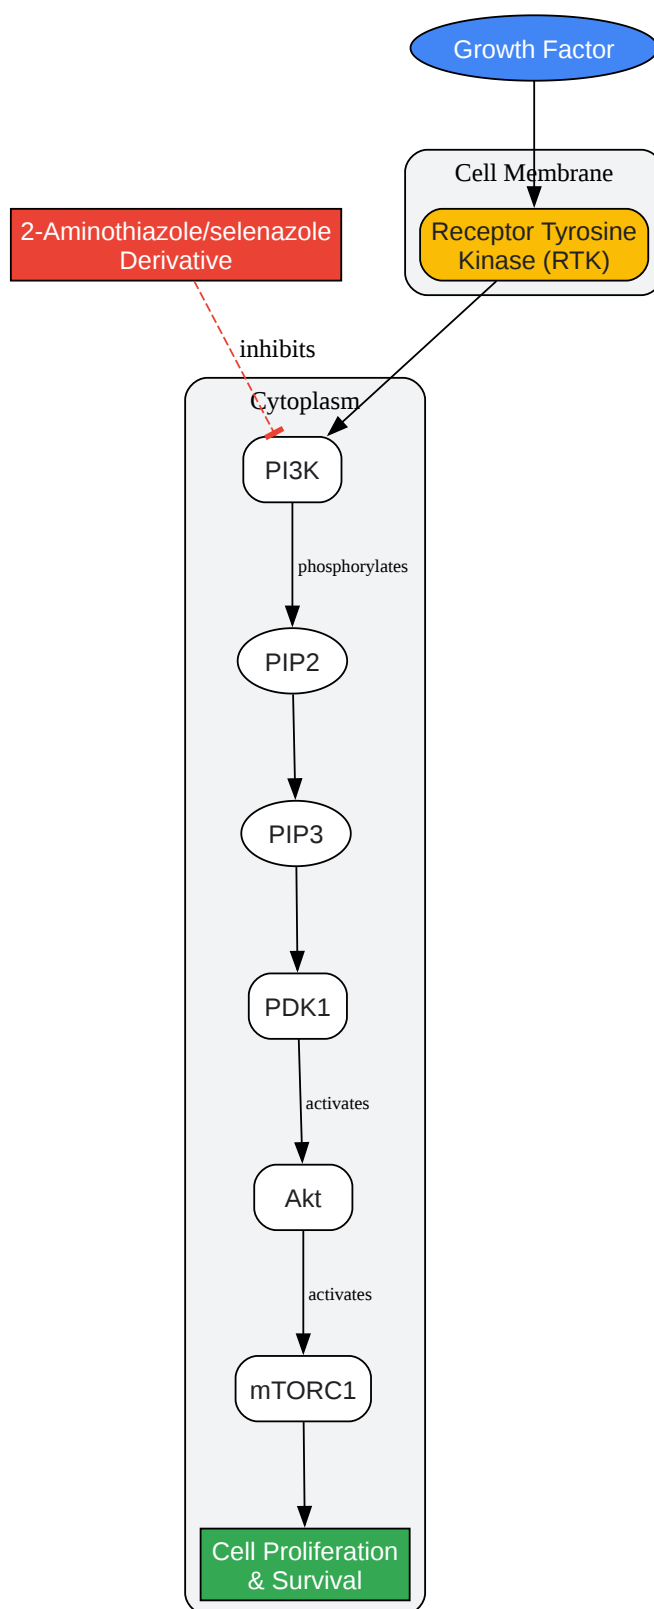 Growth Factor
Cell Membrane
2-Aminothiazole/selenazole
Derivative
Receptor Tyrosine
Kinase (RTK)
inhibits
Cytoplasm
PI3K
phosphorylates
PIP2
PIP3
PDK1
activates
Akt
activates
mTORC1
Cell Proliferation
& Survival